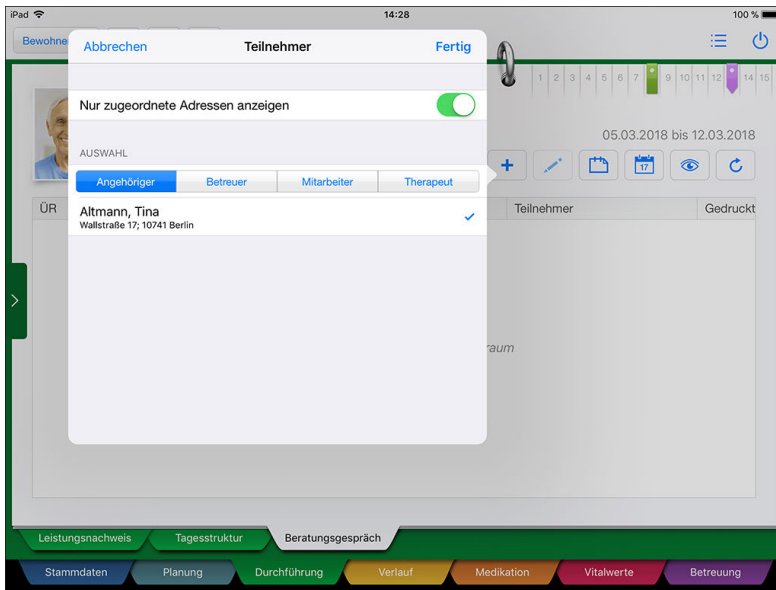 iPad 14:28 100 %
Bewohne
Abbrechen Teilnehmer Fertig
1 2 3 4 5 6 7 9 10 11 12 14 15
Nur zugeordnete Adressen anzeigen
05.03.2018 bis 12.03.2018
AUSWAHL
17
Angehöriger Betreuer Mitarbeiter Therapeut
ÜR Teilnehmer Gedruckt
Altmann, Tina
Wallstraße 17; 10741 Berlin
raum
Leistungsnachweis Tagesstruktur Beratungsgespräch
Stammdaten Planung Durchführung Verlauf Medikation Vitalwerte Betreuung